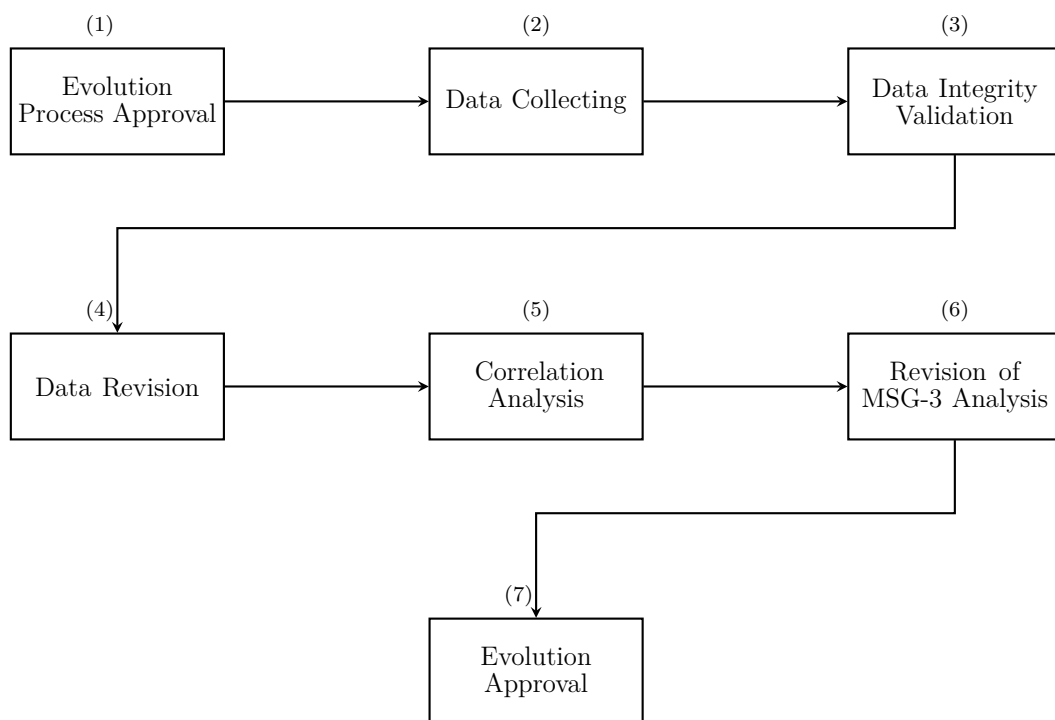 (1)
(2)
(3)
Evolution
Process Approval
Data Collecting
Data Integrity
Validation
(4)
(5)
(6)
Data Revision
Correlation
Analysis
Revision of
MSG-3 Analysis
(7)
Evolution
Approval